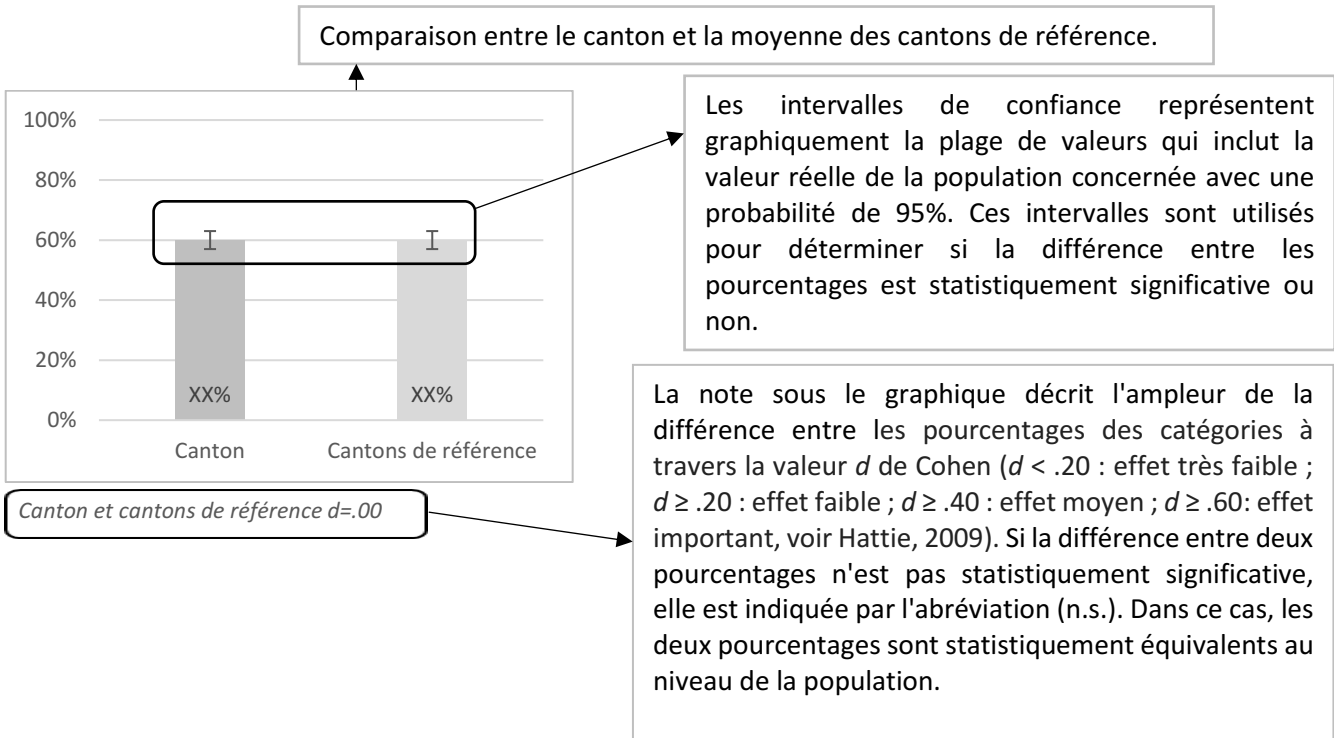 Comparaison entre le canton et la moyenne des cantons de référence.
100%
80%
60%
40%
20%
0%
XX%
XX%
Canton
Cantons de référence
Canton et cantons de référence d=.00
Les intervalles de confiance représentent
graphiquement la plage de valeurs qui inclut la
valeur réelle de la population concernée avec une
probabilité de 95%. Ces intervalles sont utilisés
pour déterminer si la différence entre les
pourcentages est statistiquement significative ou
non.
La note sous le graphique décrit l'ampleur de la
différence entre les pourcentages des catégories à
travers la valeur d de Cohen (d < .20 : effet très faible ;
d ≥ .20 : effet faible ; d ≥ .40 : effet moyen ; d ≥ .60: effet
important, voir Hattie, 2009). Si la différence entre deux
pourcentages n'est pas statistiquement significative,
elle est indiquée par l'abréviation (n.s.). Dans ce cas, les
deux pourcentages sont statistiquement équivalents au
niveau de la population.